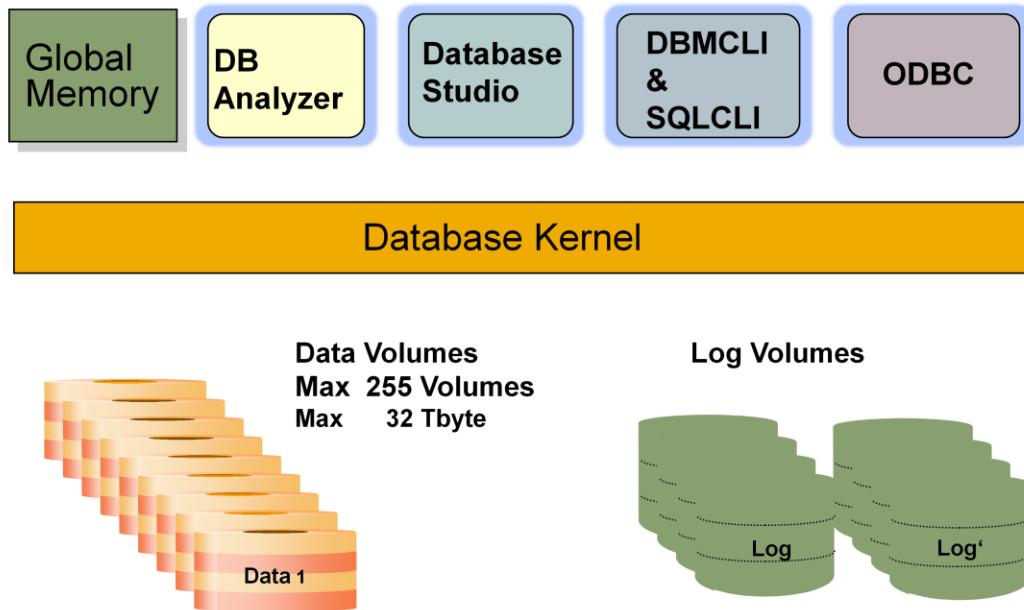 Global
Memory
DB
Analyzer
Database
Studio
DBMCLI
&
SQLCLI
ODBC
Database Kernel
Data Volumes
Max 255 Volumes
Max 32 Tbyte
Log Volumes
Data 1
Log
Log‘